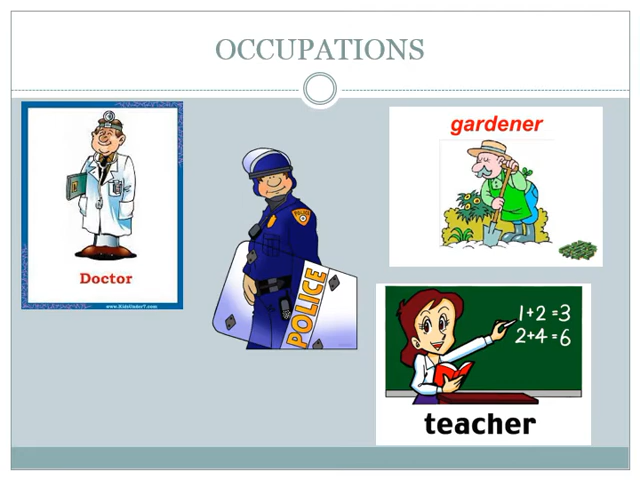 OCCUPATIONS
Doctor
POLICE
gardener
1+2=3
2+4=6
teacher